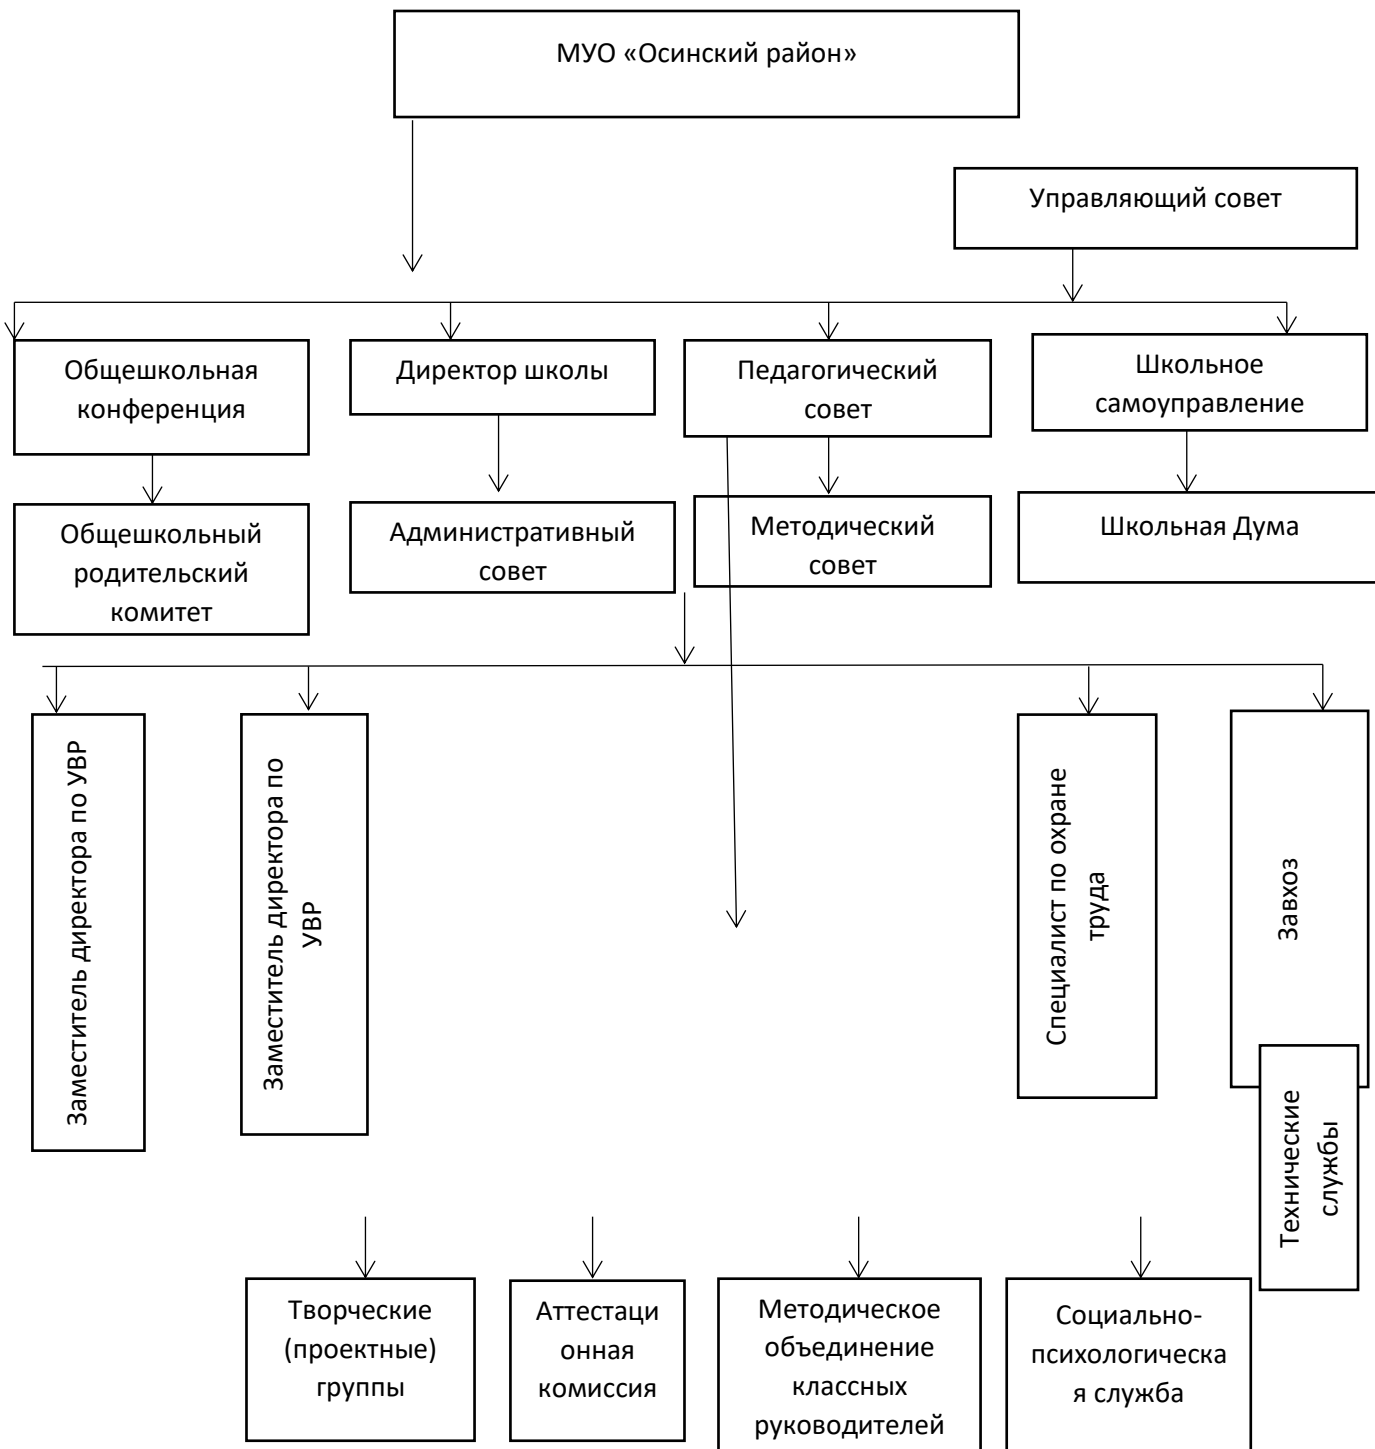 МУО «Осинский район»
Управляющий совет
Общешкольная
конференция
Директор школы
Педагогический
совет
Школьное
самоуправление
Общешкольный
родительский
комитет
Административный
совет
Методический
совет
Школьная Дума
Заместитель директора по УВР
Заместитель директора по
УВР
Специалист по охране
труда
Завхоз
Технические
службы
Творческие
(проектные)
группы
Аттестаци
онная
комиссия
Методическое
объединение
классных
руководителей
Социально-
психологическа
я служба